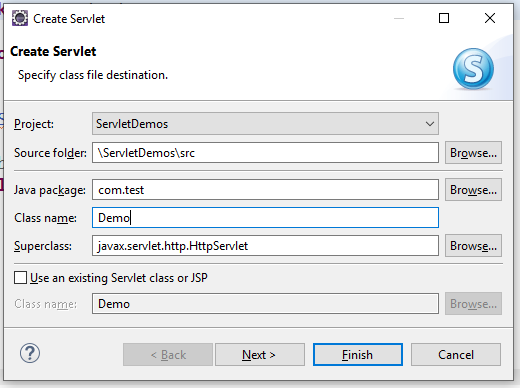 Create Servlet
Create Servlet
Specify class file destination.
S
Project: ServletDemos
Source folder: \ServletDemos\src Browse...
Java package: com.test Browse...
Class name: Demo
Superclass: javax.servlet.http.HttpServlet Browse...
Use an existing Servlet class or JSP
Class name: Demo Browse...
? < Back Next > Finish Cancel